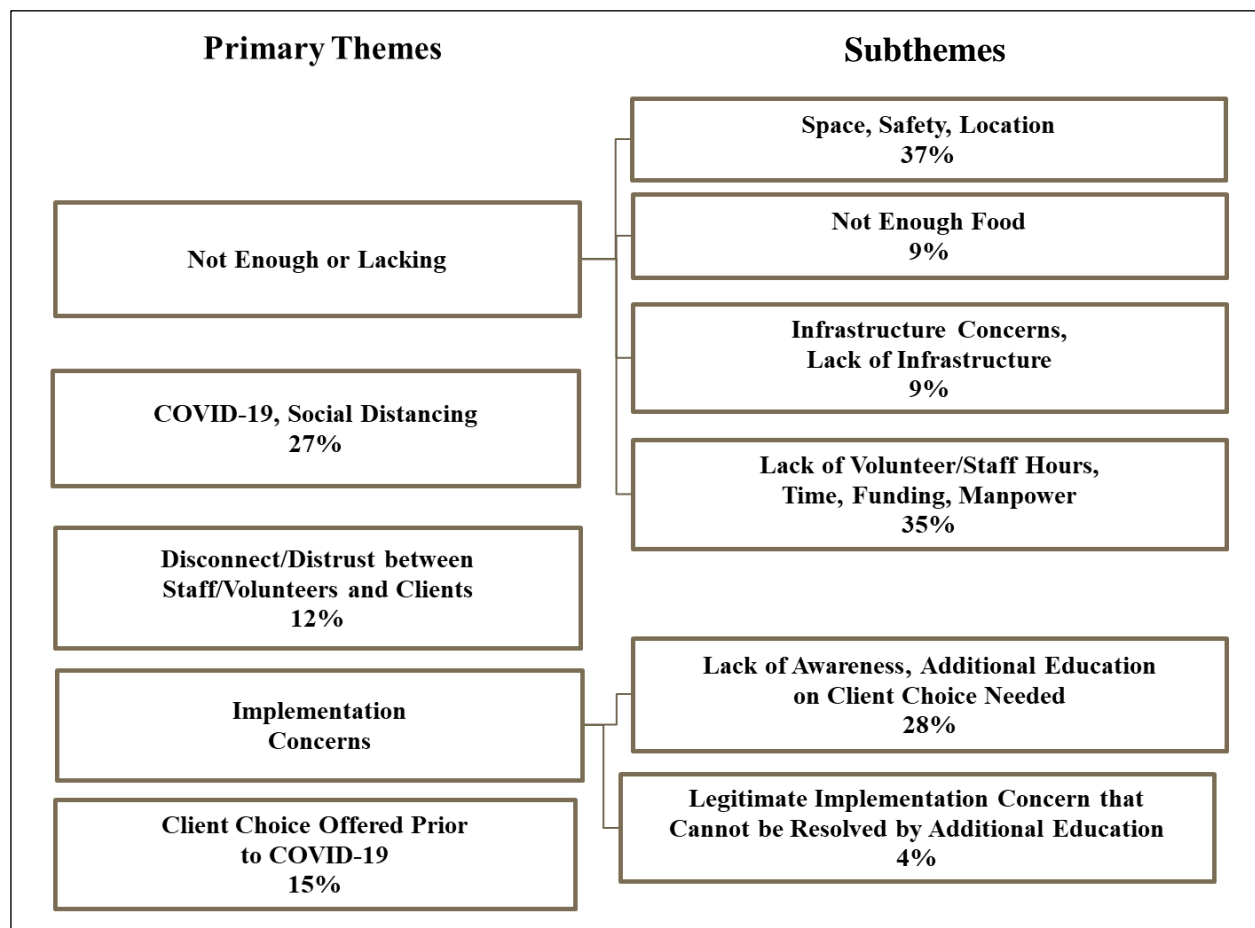 Primary Themes
Subthemes
Not Enough or Lacking
Space, Safety, Location
37%
Not Enough Food
9%
Infrastructure Concerns,
Lack of Infrastructure
9%
Lack of Volunteer/Staff Hours,
Time, Funding, Manpower
35%
COVID-19, Social Distancing
27%
Disconnect/Distrust between
Staff/Volunteers and Clients
12%
Implementation
Concerns
Lack of Awareness, Additional Education
on Client Choice Needed
28%
Legitimate Implementation Concern that
Cannot be Resolved by Additional Education
4%
Client Choice Offered Prior
to COVID-19
15%